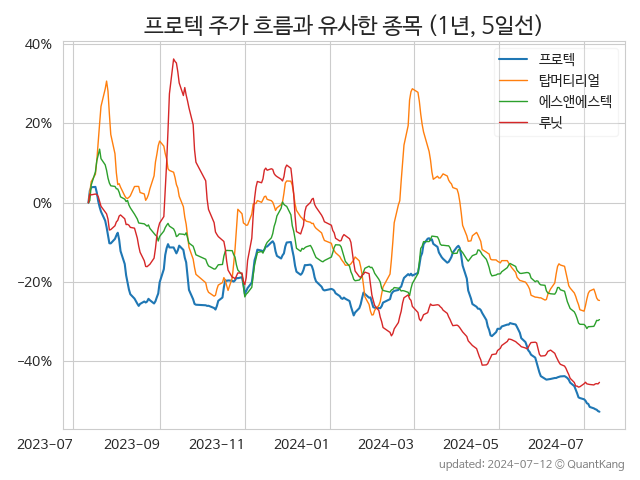 프로텍 주가 흐름과 유사한 종목 (1년, 5일선)
프로텍
탑머티리얼
에스앤에스텍
루닛
40%
20%
0%
−20%
−40%
2023-07 2023-09 2023-11 2024-01 2024-03 2024-05 2024-07
updated: 2024-07-12 © QuantKang